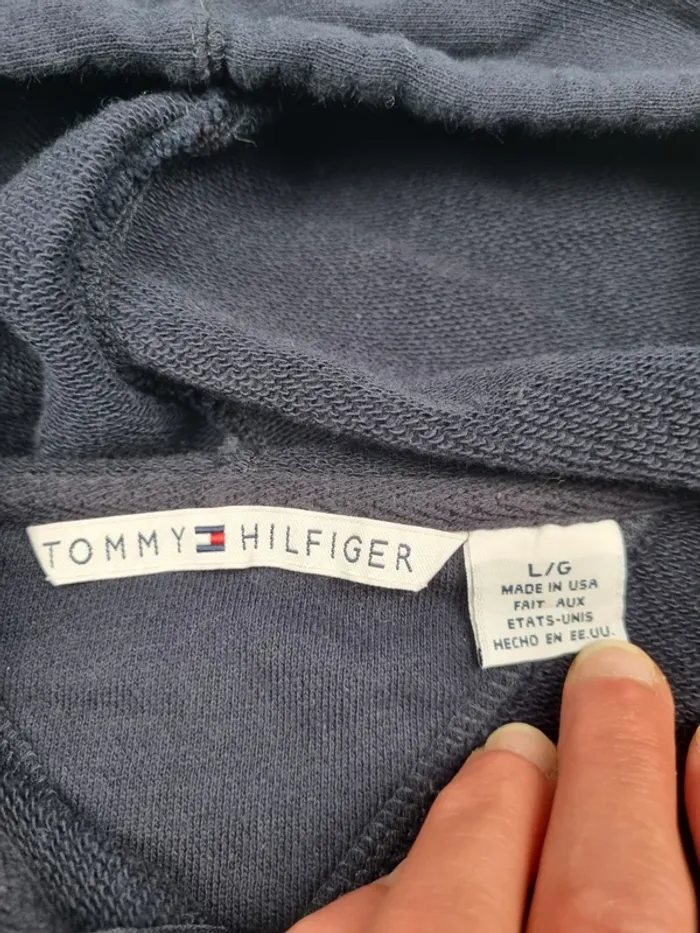 TOMMY HILFIGER
L/G
MADE IN USA
FAIT AUX
ETATS-UNIS
HECHO EN EE.UU.